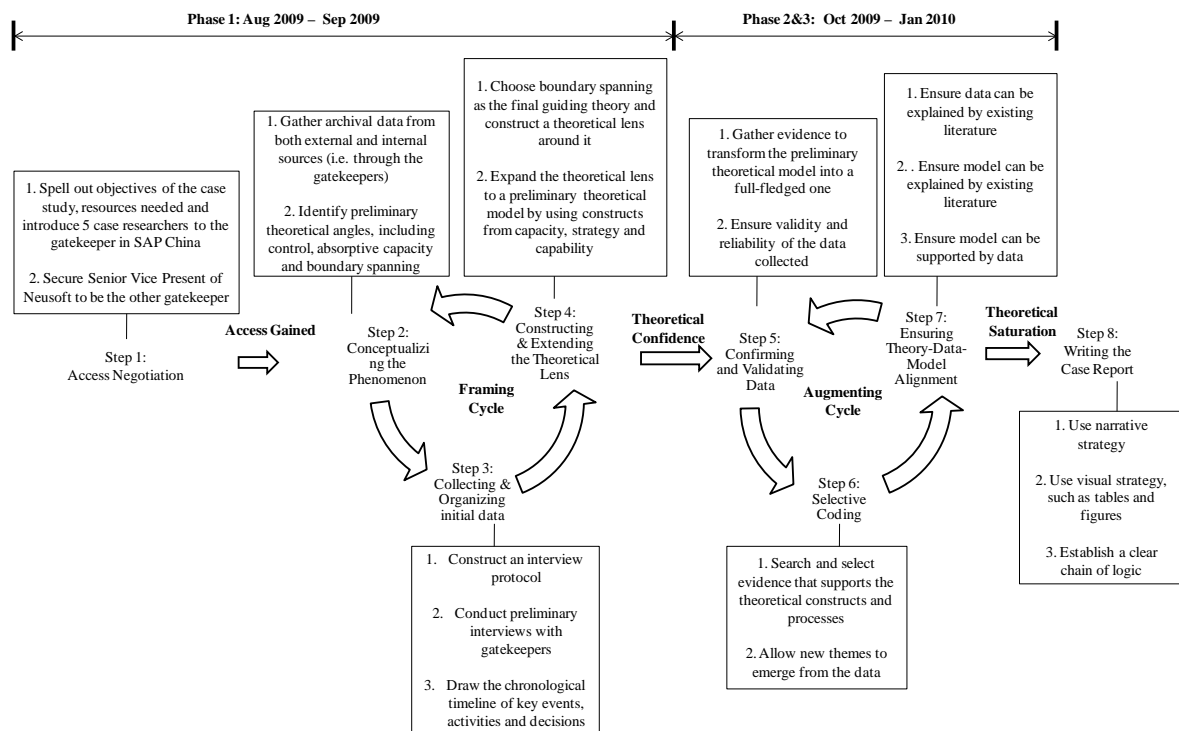 Phase 1: Aug 2009 – Sep 2009
Phase 2&3: Oct 2009 – Jan 2010
1. Spell out objectives of the case
study, resources needed and
introduce 5 case researchers to the
gatekeeper in SAP China
2. Secure Senior Vice Present of
Neusoft to be the other gatekeeper
Step 1:
Access Negotiation
Access Gained
1. Gather archival data from
both external and internal
sources (i.e. through the
gatekeepers)
2. Identify preliminary
theoretical angles, including
control, absorptive capacity
and boundary spanning
Step 2:
Conceptualizi
ng the
Phenomenon
Framing
Cycle
Step 3:
Collecting &
Organizing
initial data
1. Construct an interview
protocol
2. Conduct preliminary
interviews with
gatekeepers
3. Draw the chronological
timeline of key events,
activities and decisions
1. Choose boundary spanning
as the final guiding theory and
construct a theoretical lens
around it
2. Expand the theoretical lens
to a preliminary theoretical
model by using constructs
from capacity, strategy and
capability
Step 4:
Constructing
& Extending
the Theoretical
Lens
Theoretical
Confidence
1. Gather evidence to
transform the preliminary
theoretical model into a
full-fledged one
2. Ensure validity and
reliability of the data
collected
Step 5:
Confirming
and Validating
Data
Augmenting
Cycle
Step 6:
Selective
Coding
1. Search and select
evidence that supports the
theoretical constructs and
processes
2. Allow new themes to
emerge from the data
1. Ensure data can be
explained by existing
literature
2. . Ensure model can be
explained by existing
literature
3. Ensure model can be
supported by data
Step 7:
Ensuring
Theory-Data-
Model
Alignment
Theoretical
Saturation
Step 8:
Writing the
Case Report
1. Use narrative
strategy
2. Use visual strategy,
such as tables and
figures
3. Establish a clear
chain of logic